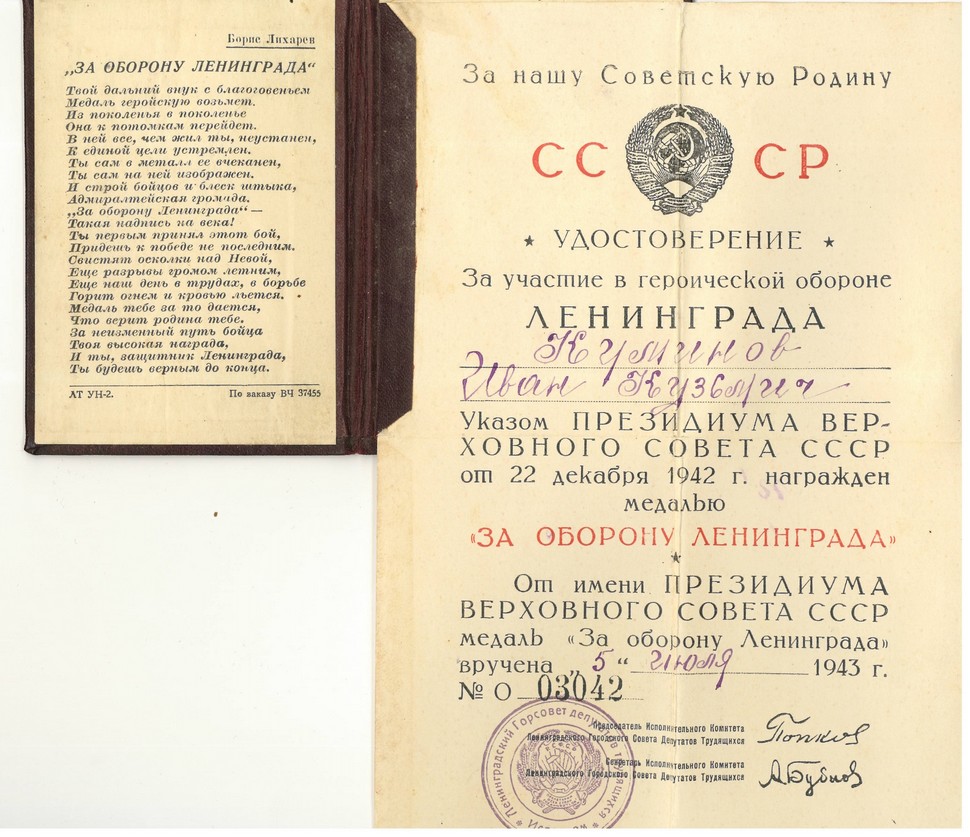 Борис Лихарев
„ЗА ОБОРОНУ ЛЕНИНГРАДА“
Твой дальний внук с благоговеньем
Медаль геройскую возьмет.
Из поколенья в поколенье
Она к потомкам перейдет.
В ней все, чем жил ты, неустанен,
К единой цели устремлен.
Ты сам в металл ее вчеканен,
Ты сам на ней изображен.
И строй бойцов и блеск штыка,
Адмиралтейская громада.
„За оборону Ленинграда“ —
Такая надпись на века!
Ты первым принял этот бой,
Придешь к победе не последним.
Свистят осколки над Невой,
Еще разрывы громом летним,
Еще наш день в трудах, в борьбе
Горит огнем и кровью льется.
Медаль тебе за то дается,
Что верит родина тебе.
За неизменный путь бойца
Твоя высокая награда,
И ты, защитник Ленинграда,
Ты будешь верным до конца.
АТ УН-2. По заказу ВЧ 37455
За нашу Советскую Родину
СССР
★ УДОСТОВЕРЕНИЕ ★
За участие в героической обороне
ЛЕНИНГРАДА
Куминов
Иван Кузьмич
Указом ПРЕЗИДИУМА ВЕР-
ХОВНОГО СОВЕТА СССР
от 22 декабря 1942 г. награжден
медалью
«ЗА ОБОРОНУ ЛЕНИНГРАДА»
★
От имени ПРЕЗИДИУМА
ВЕРХОВНОГО СОВЕТА СССР
медаль «За оборону Ленинграда»
вручена „5“ июля 1943 г.
№ О 03042
Председатель Исполнительного Комитета
Ленинградского Городского Совета Депутатов Трудящихся
Попков
Секретарь Исполнительного Комитета
Ленинградского Городского Совета Депутатов Трудящихся
А Бубнов
Ленинградский Горсовет депутатов трудящихся